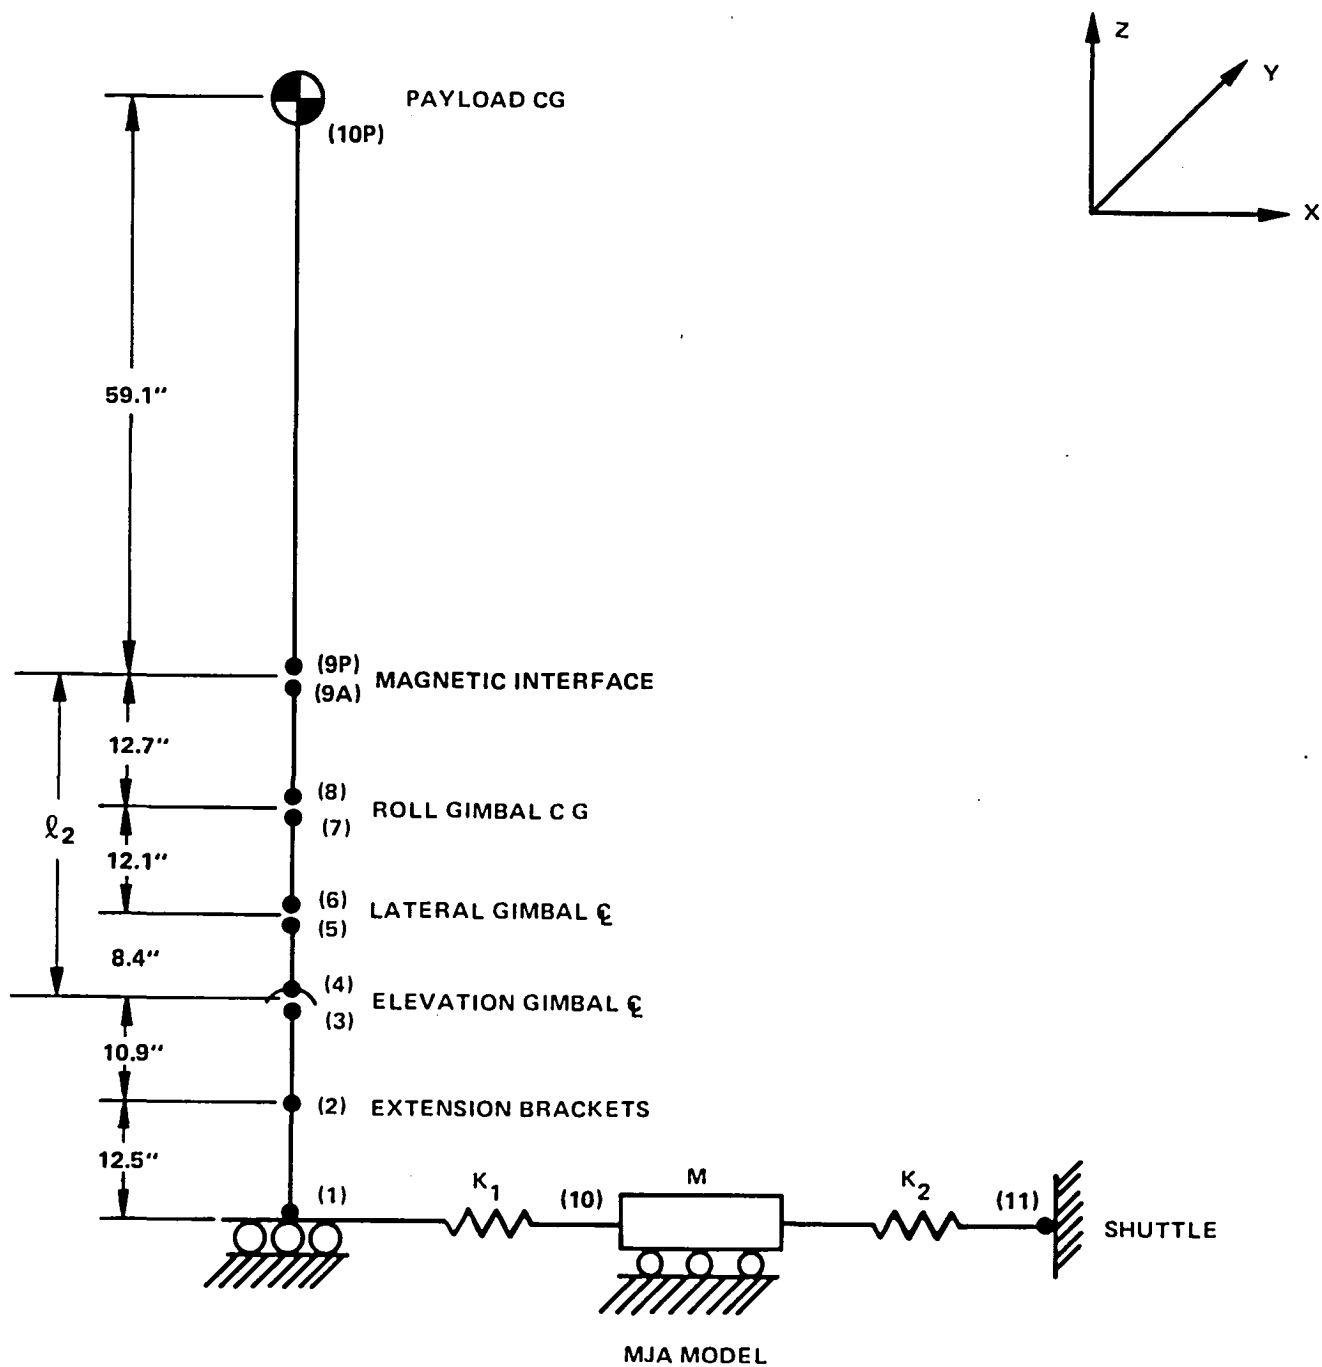 Z
Y
X
PAYLOAD CG
(10P)
59.1"
(9P)
MAGNETIC INTERFACE
(9A)
12.7"
(8)
ROLL GIMBAL C G
(7)
ℓ2
12.1"
(6)
LATERAL GIMBAL ℄
(5)
8.4"
(4)
ELEVATION GIMBAL ℄
(3)
10.9"
(2) EXTENSION BRACKETS
12.5"
(1)
K1
(10)
M
K2
(11)
SHUTTLE
MJA MODEL